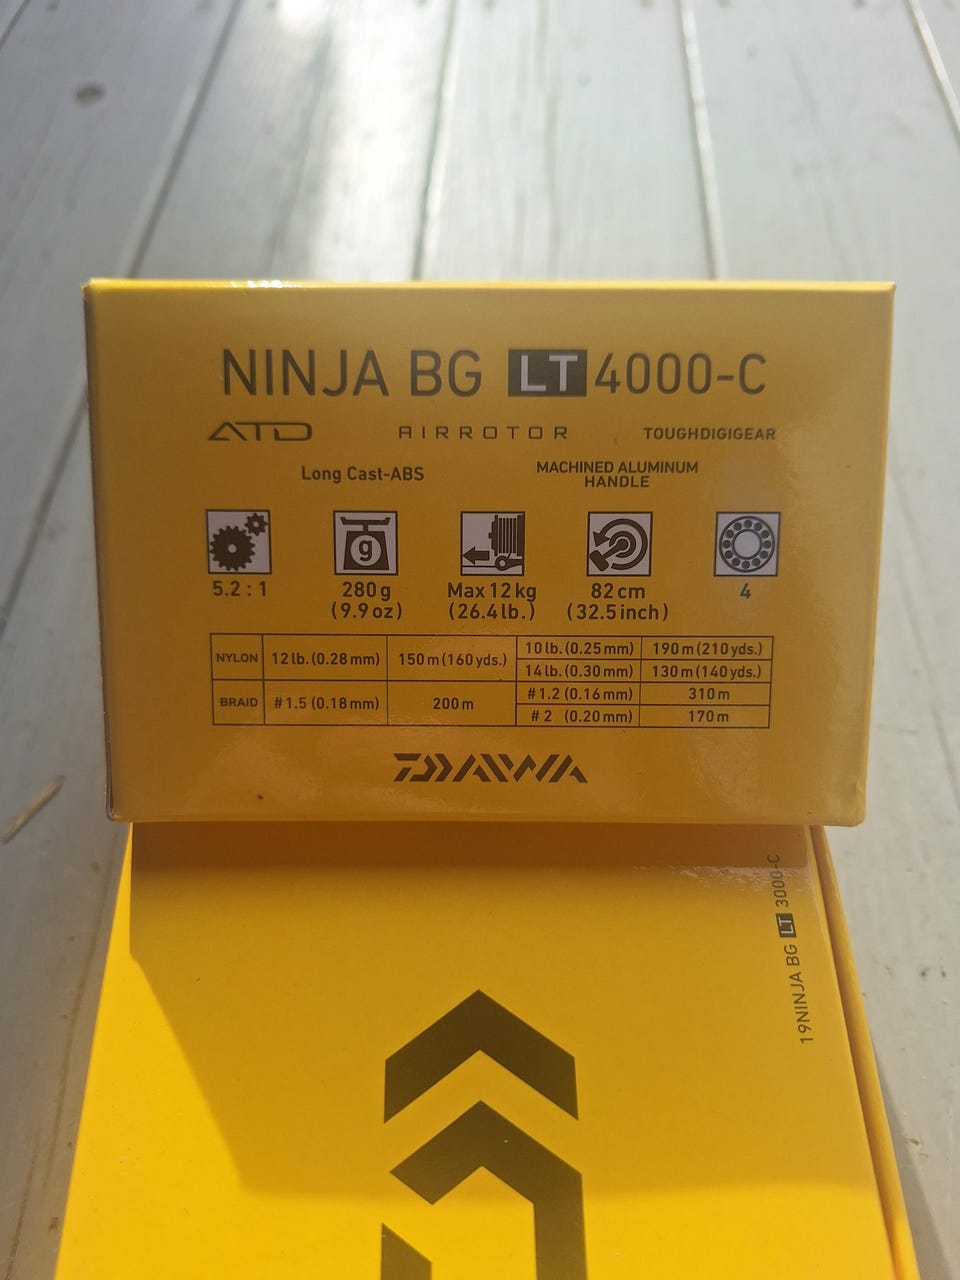 NINJA BG LT 4000-C
ATD AIRROTOR TOUGHDIGIGEAR
Long Cast-ABS MACHINED ALUMINUM
HANDLE
g
5.2 : 1 280g Max 12kg 82cm 4
(9.9oz) (26.4lb.) (32.5inch)
NYLON 12lb.(0.28mm) 150m(160yds.) 10lb.(0.25mm) 190m(210yds.)
14lb.(0.30mm) 130m(140yds.)
BRAID #1.5(0.18mm) 200m #1.2(0.16mm) 310m
#2 (0.20mm) 170m
DAIWA
19NINJA BG LT 3000-C